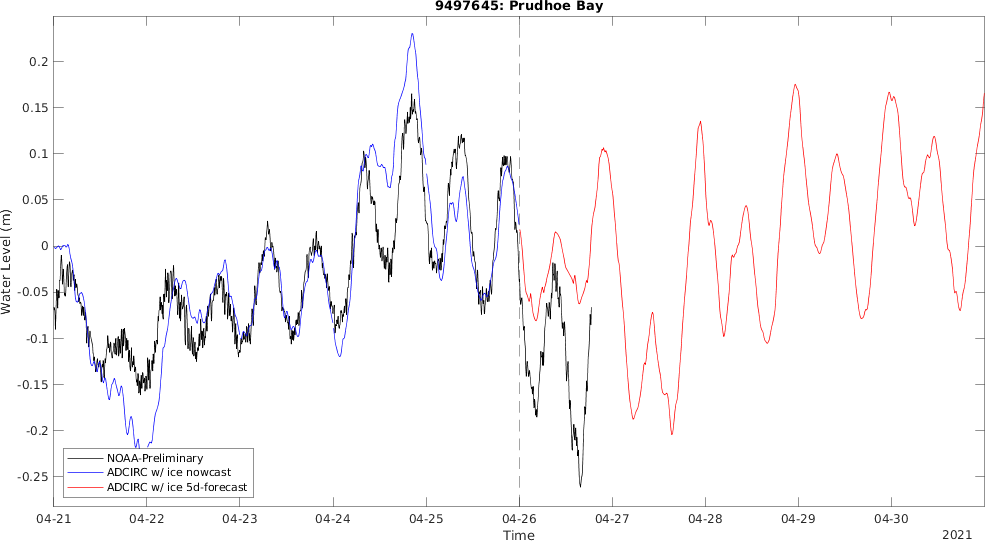 9497645: Prudhoe Bay
Water Level (m)
0.2
0.15
0.1
0.05
0
-0.05
-0.1
-0.15
-0.2
-0.25
NOAA-Preliminary
ADCIRC w/ ice nowcast
ADCIRC w/ ice 5d-forecast
04-21 04-22 04-23 04-24 04-25 04-26 04-27 04-28 04-29 04-30
Time
2021